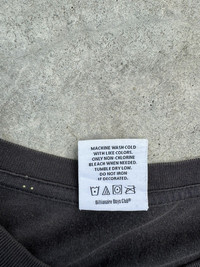 MACHINE WASH COLD
WITH LIKE COLORS.
ONLY NON-CHLORINE
BLEACH WHEN NEEDED.
TUMBLE DRY LOW.
DO NOT IRON
IF DECORATED.
Billionaire Boys Club®